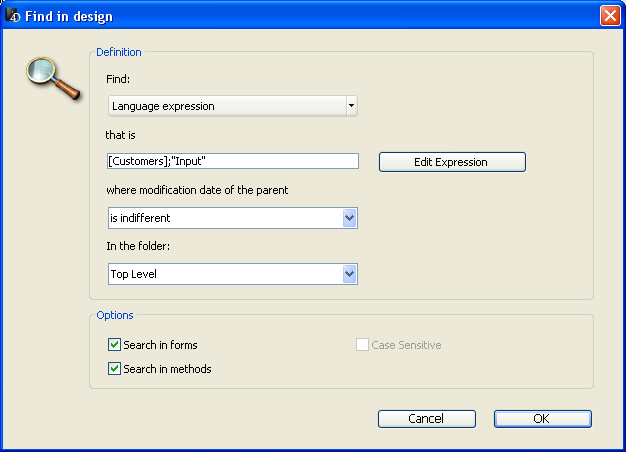 Find in design
Definition
Find:
Language expression
that is
[Customers];"Input"
Edit Expression
where modification date of the parent
is indifferent
In the folder:
Top Level
Options
Search in forms
Case Sensitive
Search in methods
Cancel
OK